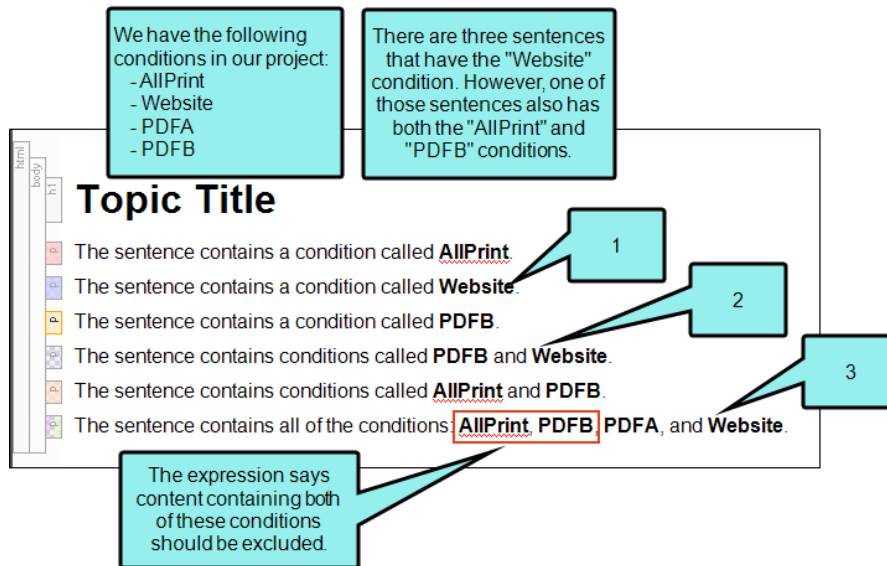 We have the following
conditions in our project:
- AllPrint
- Website
- PDFA
- PDFB
There are three sentences
that have the "Website"
condition. However, one of
those sentences also has
both the "AllPrint" and
"PDFB" conditions.
html
body
h1
Topic Title
p
The sentence contains a condition called AllPrint.
1
p
The sentence contains a condition called Website.
2
p
The sentence contains a condition called PDFB.
p
The sentence contains conditions called PDFB and Website.
3
p
The sentence contains conditions called AllPrint and PDFB.
p
The sentence contains all of the conditions: AllPrint, PDFB, PDFA, and Website.
The expression says
content containing both
of these conditions
should be excluded.